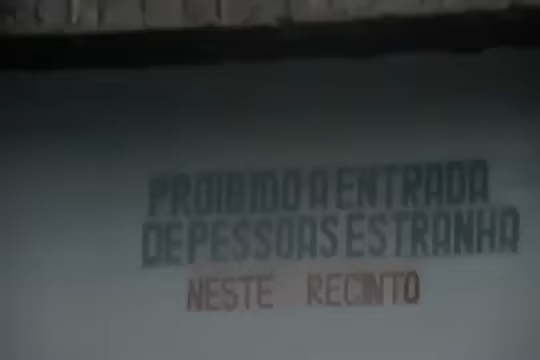 PROIBIDO A ENTRADA
DE PESSOAS ESTRANHA
NESTE RECINTO